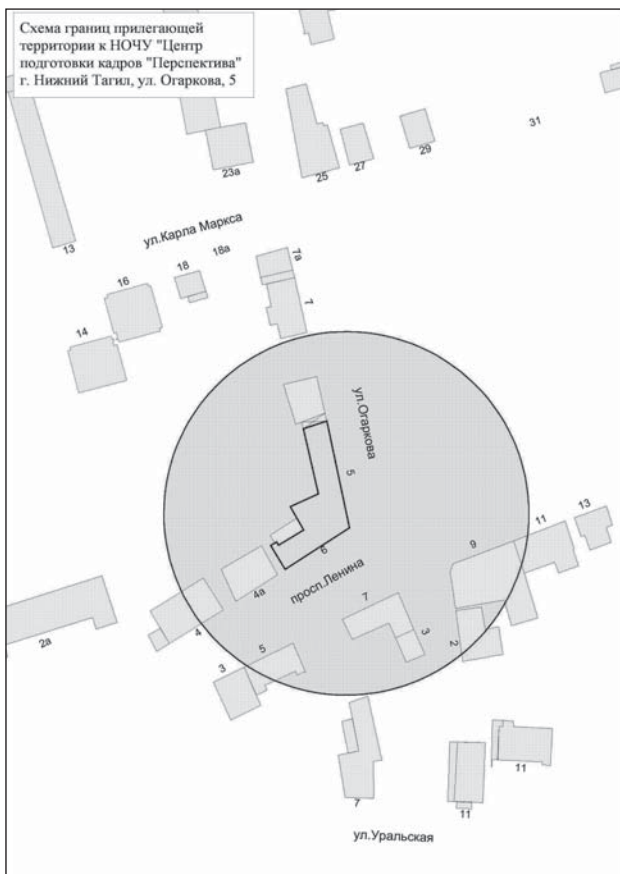 Схема границ прилегающей
территории к НОЧУ "Центр
подготовки кадров "Перспектива"
г. Нижний Тагил, ул. Огаркова, 5
31
29
27
25
23а
ул.Карла Маркса
13
18а
18
16
14
7а
7
ул.Огаркова
5
6
просп.Ленина
4а
4
2а
13
11
9
7
3
2
5
3
7
11
11
ул.Уральская